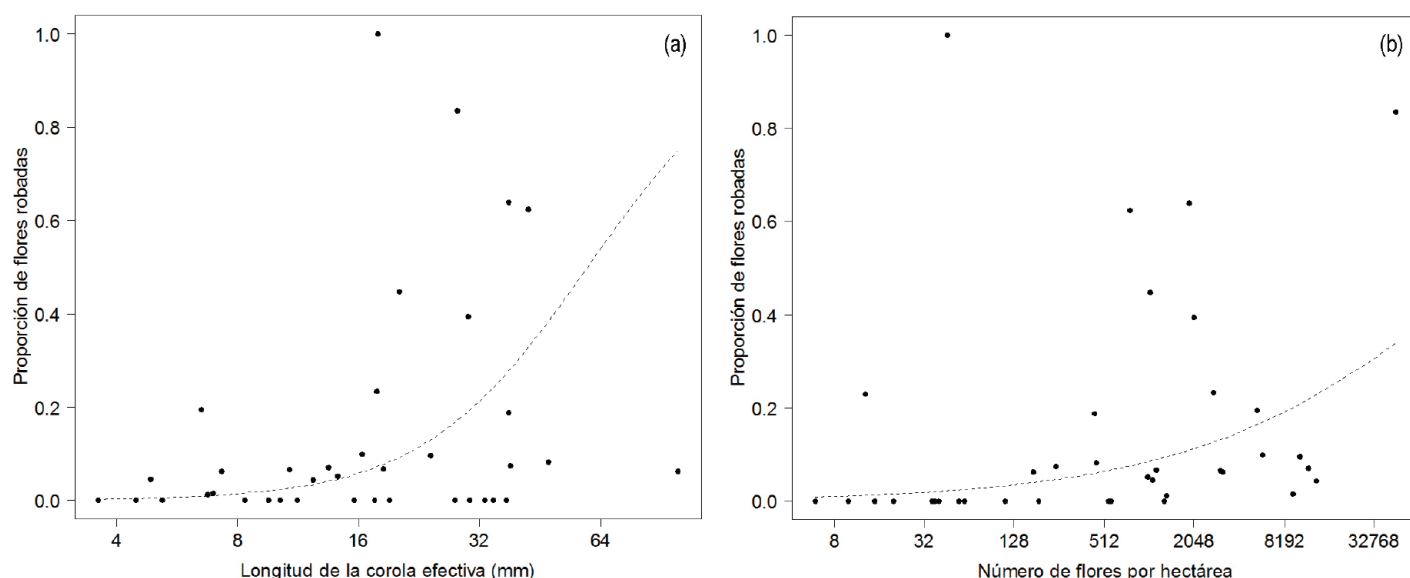 (a)
1.0
0.8
0.6
0.4
0.2
0.0
Proporción de flores robadas
4 8 16 32 64
Longitud de la corola efectiva (mm)
(b)
1.0
0.8
0.6
0.4
0.2
0.0
Proporción de flores robadas
8 32 128 512 2048 8192 32768
Número de flores por hectárea